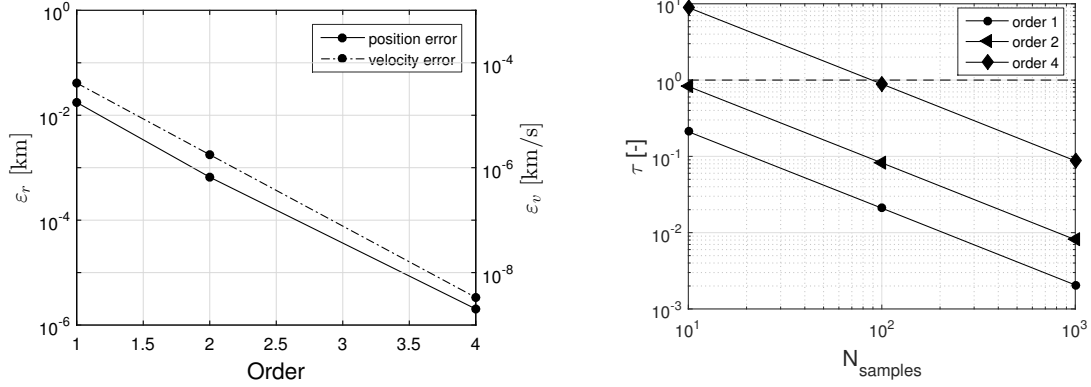 10^0
10^-2
10^-4
10^-6
ε_r [km]
1 1.5 2 2.5 3 3.5 4
Order
10^-4
10^-6
10^-8
ε_v [km/s]
position error
velocity error
10^1
10^0
10^-1
10^-2
10^-3
τ [-]
10^1 10^2 10^3
N_samples
order 1
order 2
order 4